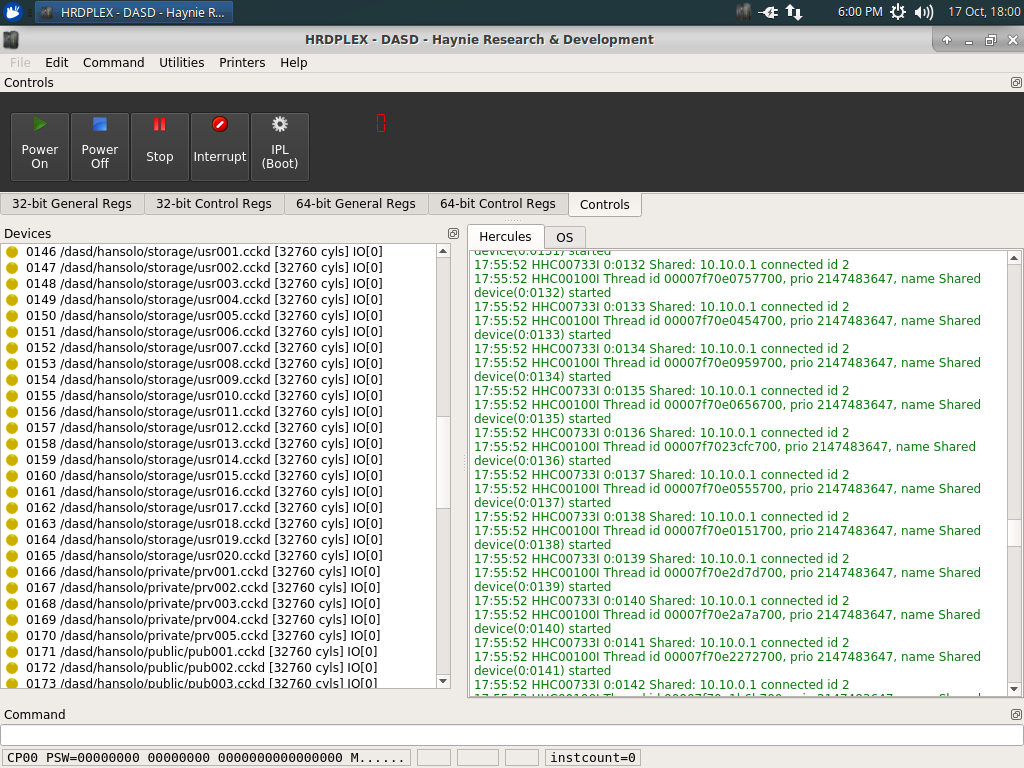 HRDPLEX - DASD - Haynie R...
6:00 PM
17 Oct, 18:00
HRDPLEX - DASD - Haynie Research & Development
File Edit Command Utilities Printers Help
Controls
Power On
Power Off
Stop
Interrupt
IPL (Boot)
32-bit General Regs
32-bit Control Regs
64-bit General Regs
64-bit Control Regs
Controls
Devices
0146 /dasd/hansolo/storage/usr001.cckd [32760 cyls] IO[0]
0147 /dasd/hansolo/storage/usr002.cckd [32760 cyls] IO[0]
0148 /dasd/hansolo/storage/usr003.cckd [32760 cyls] IO[0]
0149 /dasd/hansolo/storage/usr004.cckd [32760 cyls] IO[0]
0150 /dasd/hansolo/storage/usr005.cckd [32760 cyls] IO[0]
0151 /dasd/hansolo/storage/usr006.cckd [32760 cyls] IO[0]
0152 /dasd/hansolo/storage/usr007.cckd [32760 cyls] IO[0]
0153 /dasd/hansolo/storage/usr008.cckd [32760 cyls] IO[0]
0154 /dasd/hansolo/storage/usr009.cckd [32760 cyls] IO[0]
0155 /dasd/hansolo/storage/usr010.cckd [32760 cyls] IO[0]
0156 /dasd/hansolo/storage/usr011.cckd [32760 cyls] IO[0]
0157 /dasd/hansolo/storage/usr012.cckd [32760 cyls] IO[0]
0158 /dasd/hansolo/storage/usr013.cckd [32760 cyls] IO[0]
0159 /dasd/hansolo/storage/usr014.cckd [32760 cyls] IO[0]
0160 /dasd/hansolo/storage/usr015.cckd [32760 cyls] IO[0]
0161 /dasd/hansolo/storage/usr016.cckd [32760 cyls] IO[0]
0162 /dasd/hansolo/storage/usr017.cckd [32760 cyls] IO[0]
0163 /dasd/hansolo/storage/usr018.cckd [32760 cyls] IO[0]
0164 /dasd/hansolo/storage/usr019.cckd [32760 cyls] IO[0]
0165 /dasd/hansolo/storage/usr020.cckd [32760 cyls] IO[0]
0166 /dasd/hansolo/private/prv001.cckd [32760 cyls] IO[0]
0167 /dasd/hansolo/private/prv002.cckd [32760 cyls] IO[0]
0168 /dasd/hansolo/private/prv003.cckd [32760 cyls] IO[0]
0169 /dasd/hansolo/private/prv004.cckd [32760 cyls] IO[0]
0170 /dasd/hansolo/private/prv005.cckd [32760 cyls] IO[0]
0171 /dasd/hansolo/public/pub001.cckd [32760 cyls] IO[0]
0172 /dasd/hansolo/public/pub002.cckd [32760 cyls] IO[0]
0173 /dasd/hansolo/public/pub003.cckd [32760 cyls] IO[0]
Hercules
OS
device(0:0131) started
17:55:52 HHC00733I 0:0132 Shared: 10.10.0.1 connected id 2
17:55:52 HHC00100I Thread id 00007f70e0757700, prio 2147483647, name Shared
device(0:0132) started
17:55:52 HHC00733I 0:0133 Shared: 10.10.0.1 connected id 2
17:55:52 HHC00100I Thread id 00007f70e0454700, prio 2147483647, name Shared
device(0:0133) started
17:55:52 HHC00733I 0:0134 Shared: 10.10.0.1 connected id 2
17:55:52 HHC00100I Thread id 00007f70e0959700, prio 2147483647, name Shared
device(0:0134) started
17:55:52 HHC00733I 0:0135 Shared: 10.10.0.1 connected id 2
17:55:52 HHC00100I Thread id 00007f70e0656700, prio 2147483647, name Shared
device(0:0135) started
17:55:52 HHC00733I 0:0136 Shared: 10.10.0.1 connected id 2
17:55:52 HHC00100I Thread id 00007f7023cfc700, prio 2147483647, name Shared
device(0:0136) started
17:55:52 HHC00733I 0:0137 Shared: 10.10.0.1 connected id 2
17:55:52 HHC00100I Thread id 00007f70e0555700, prio 2147483647, name Shared
device(0:0137) started
17:55:52 HHC00733I 0:0138 Shared: 10.10.0.1 connected id 2
17:55:52 HHC00100I Thread id 00007f70e0151700, prio 2147483647, name Shared
device(0:0138) started
17:55:52 HHC00733I 0:0139 Shared: 10.10.0.1 connected id 2
17:55:52 HHC00100I Thread id 00007f70e2d7d700, prio 2147483647, name Shared
device(0:0139) started
17:55:52 HHC00733I 0:0140 Shared: 10.10.0.1 connected id 2
17:55:52 HHC00100I Thread id 00007f70e2a7a700, prio 2147483647, name Shared
device(0:0140) started
17:55:52 HHC00733I 0:0141 Shared: 10.10.0.1 connected id 2
17:55:52 HHC00100I Thread id 00007f70e2272700, prio 2147483647, name Shared
device(0:0141) started
17:55:52 HHC00733I 0:0142 Shared: 10.10.0.1 connected id 2
Command
CP00 PSW=00000000 00000000 0000000000000000 M......
instcount=0